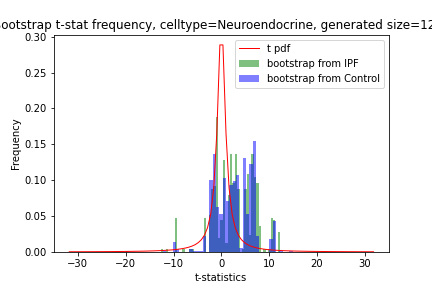 ootstrap t-stat frequency, celltype=Neuroendocrine, generated size=12
t pdf
bootstrap from IPF
bootstrap from Control
Frequency
0.30
0.25
0.20
0.15
0.10
0.05
0.00
−30 −20 −10 0 10 20 30
t-statistics